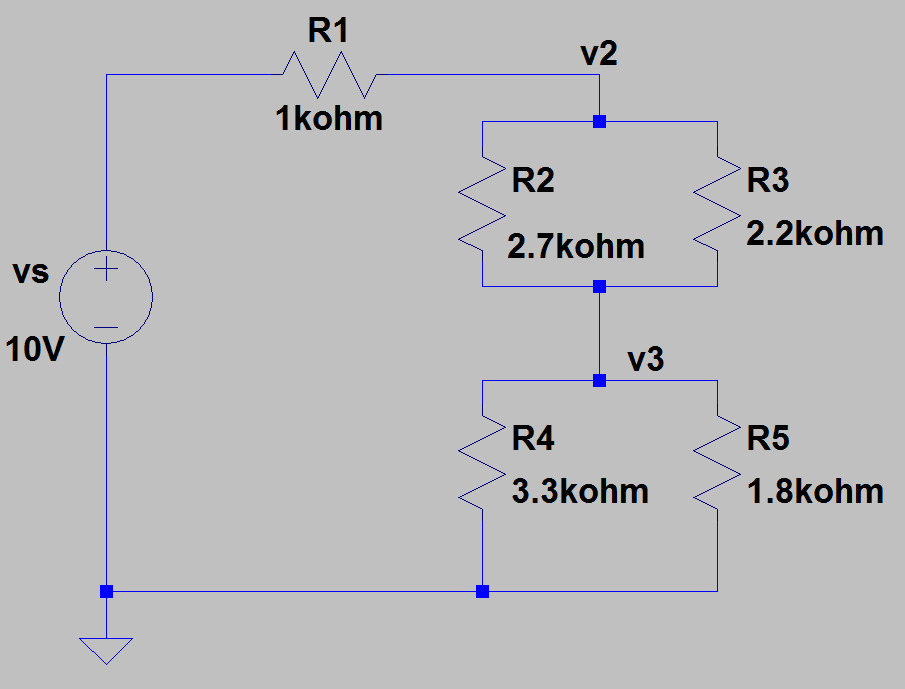 R1
1kohm
v2
R2
2.7kohm
R3
2.2kohm
vs
10V
v3
R4
3.3kohm
R5
1.8kohm